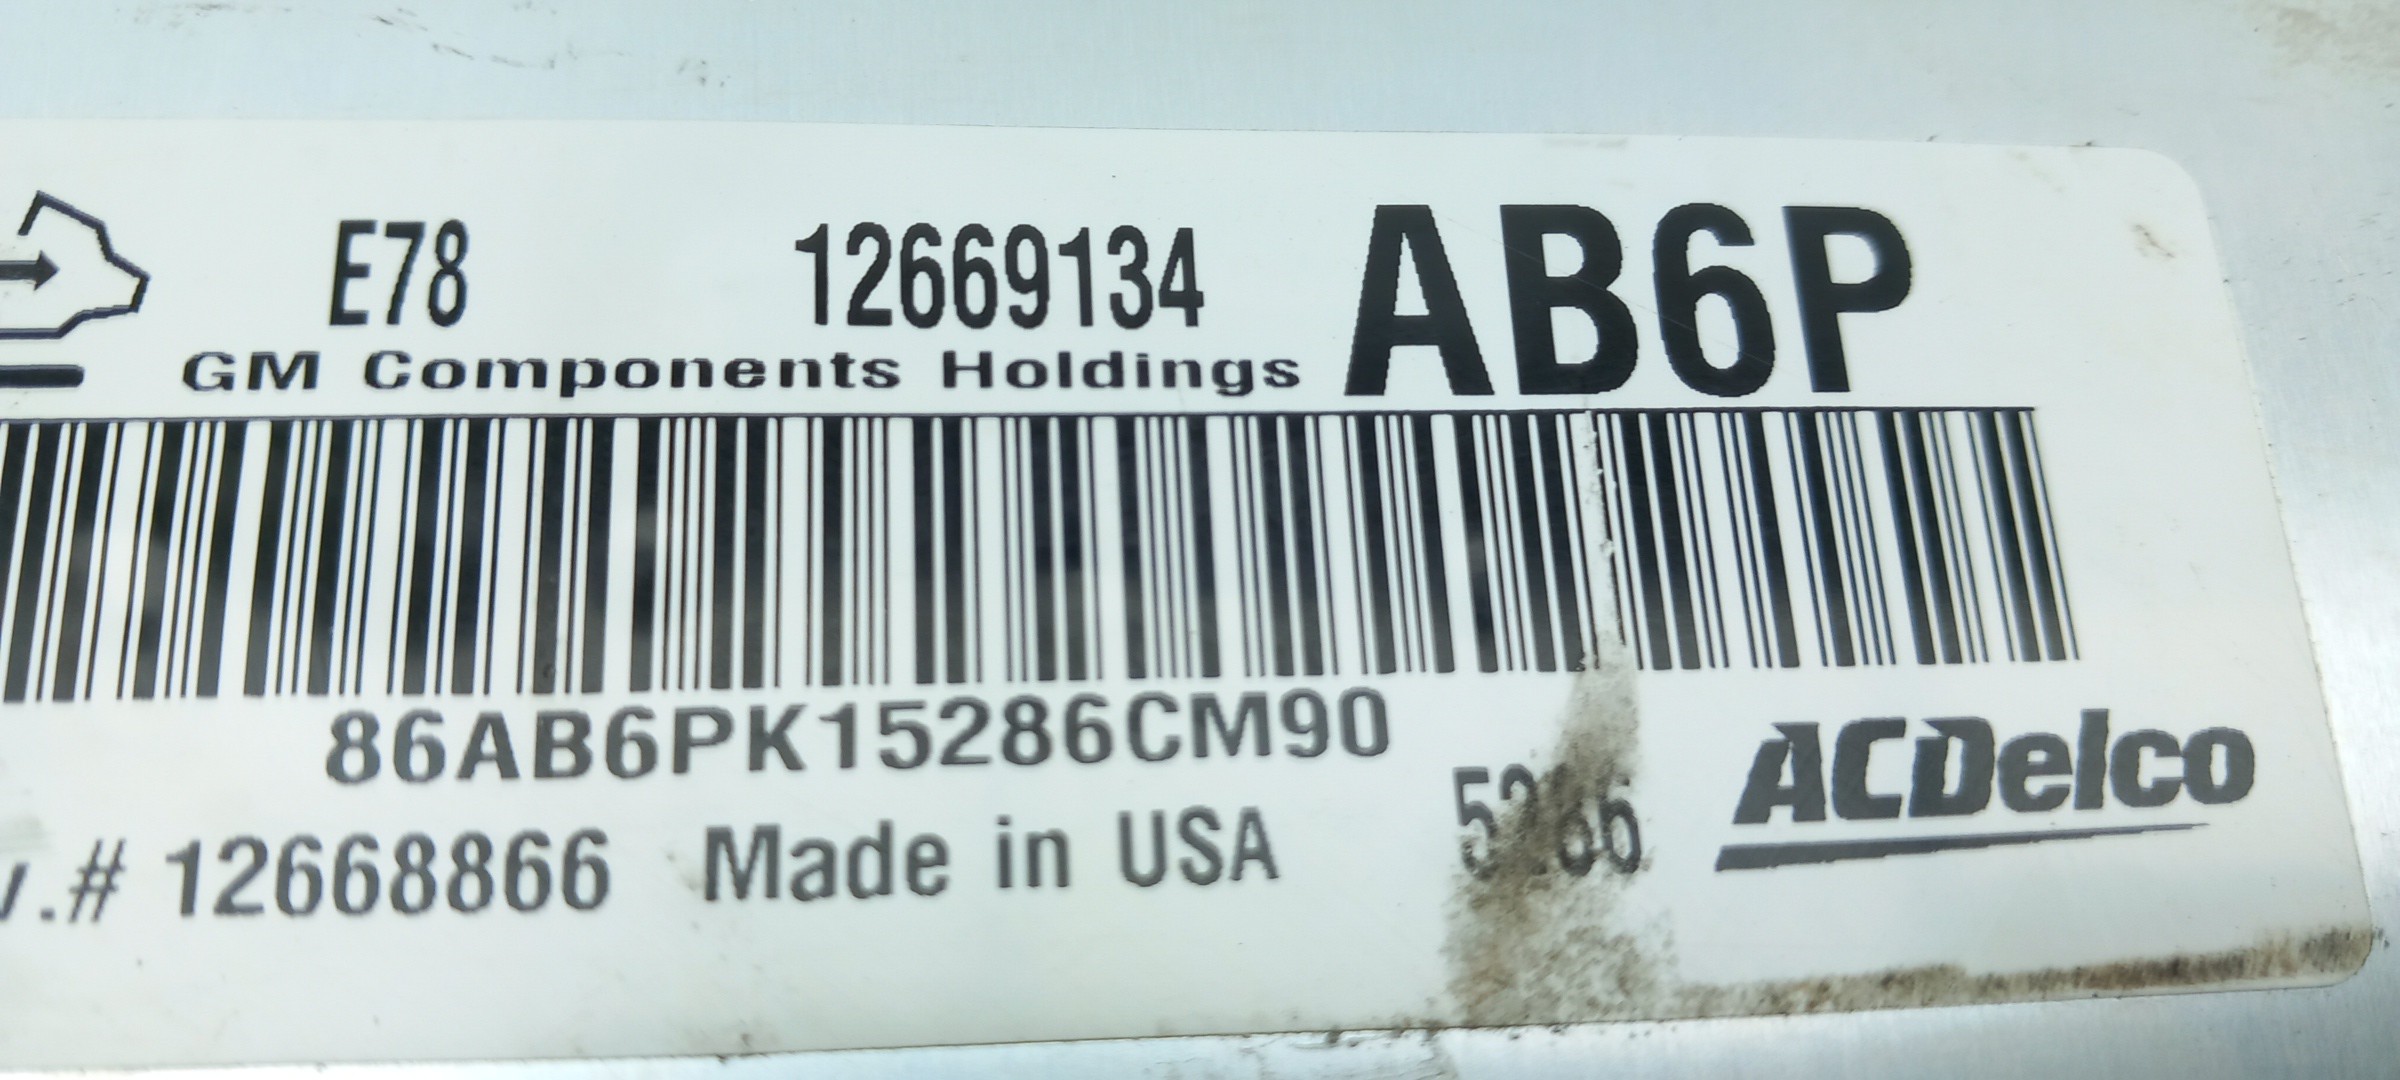 E78 12669134 AB6P
GM Components Holdings
86AB6PK15286CM90
.# 12668866 Made in USA
ACDelco